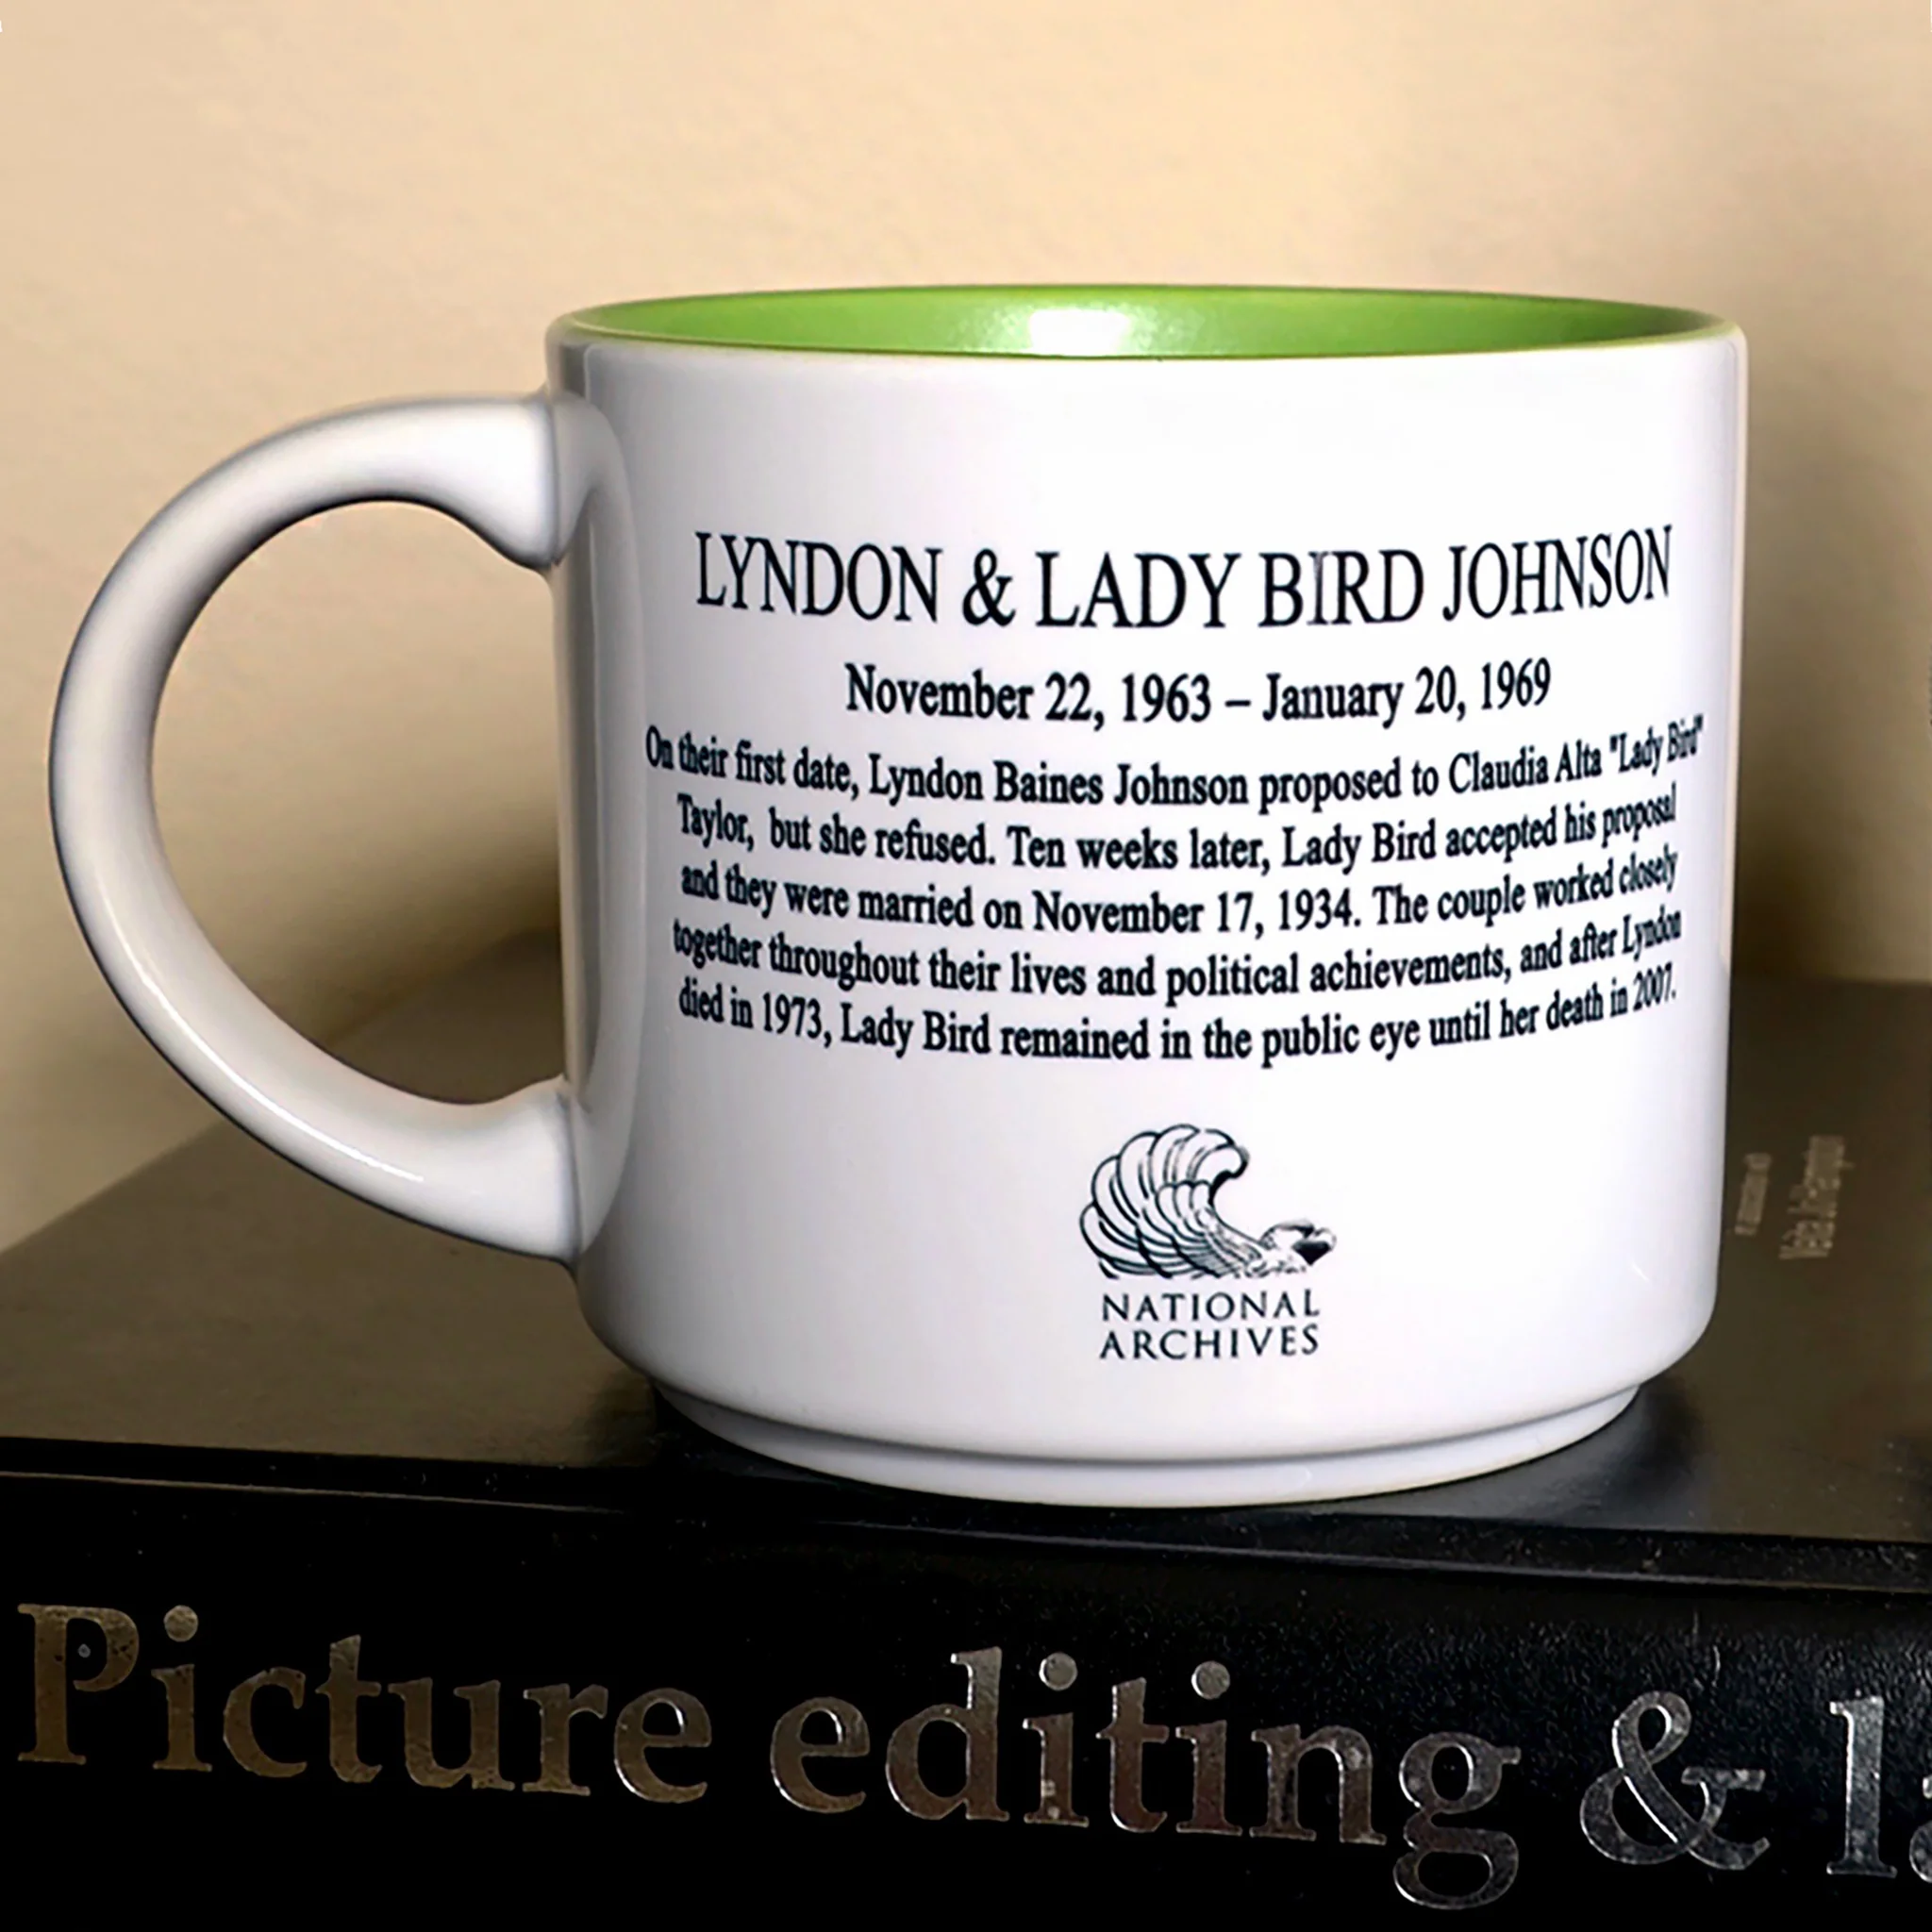 LYNDON & LADY BIRD JOHNSON
November 22, 1963 – January 20, 1969
On their first date, Lyndon Baines Johnson proposed to Claudia Alta "Lady Bird"
Taylor, but she refused. Ten weeks later, Lady Bird accepted his proposal
and they were married on November 17, 1934. The couple worked closely
together throughout their lives and political achievements, and after Lyndon
died in 1973, Lady Bird remained in the public eye until her death in 2007.
NATIONAL
ARCHIVES
Picture editing &